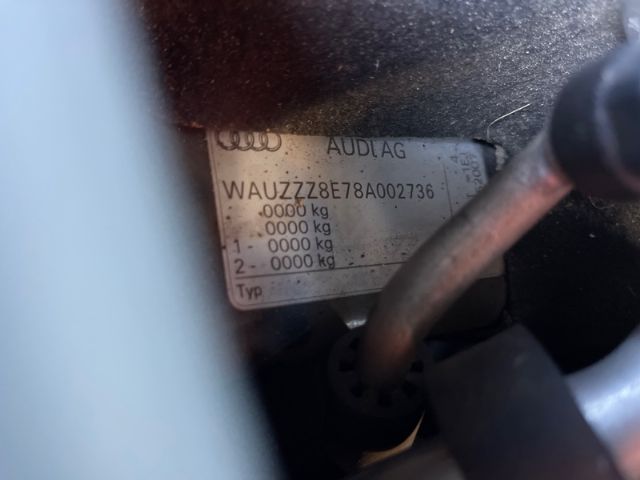 AUDI AG
WAUZZZ8E78A002736
0000 kg
0000 kg
1- 0000 kg
2- 0000 kg
Typ